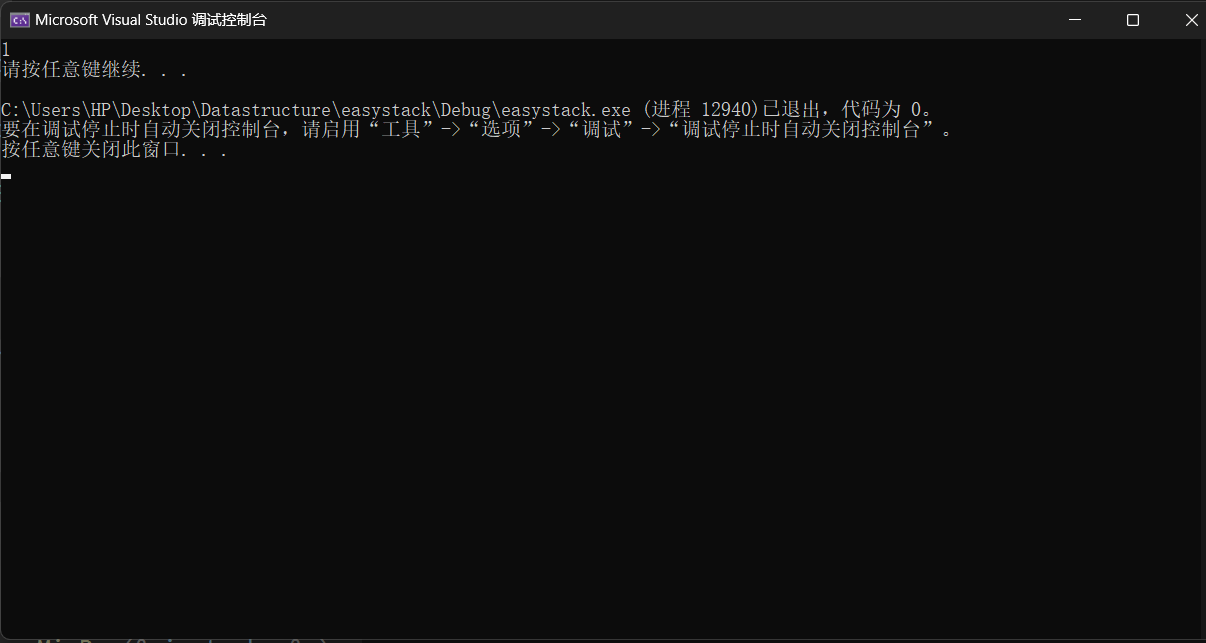 Microsoft Visual Studio 调试控制台
1
请按任意键继续. . .
C:\Users\HP\Desktop\Datastructure\easystack\Debug\easystack.exe (进程 12940)已退出，代码为 0。
要在调试停止时自动关闭控制台，请启用“工具”->“选项”->“调试”->“调试停止时自动关闭控制台”。
按任意键关闭此窗口. . .